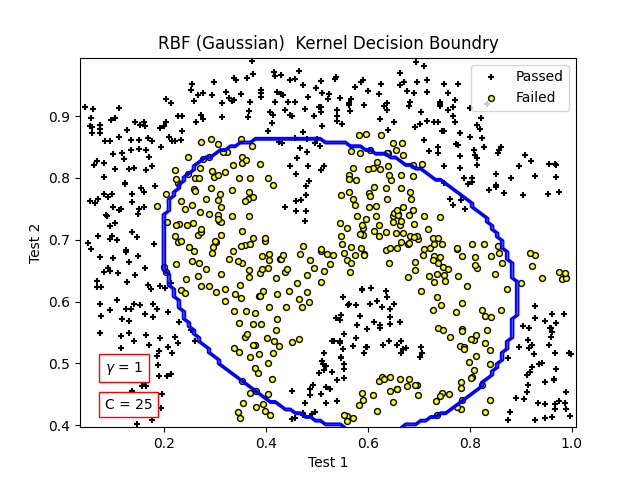 RBF (Gaussian)  Kernel Decision Boundry
Passed
Failed
Test 2
0.9
0.8
0.7
0.6
0.5
0.4
γ = 1
C = 25
0.2
0.4
0.6
0.8
1.0
Test 1